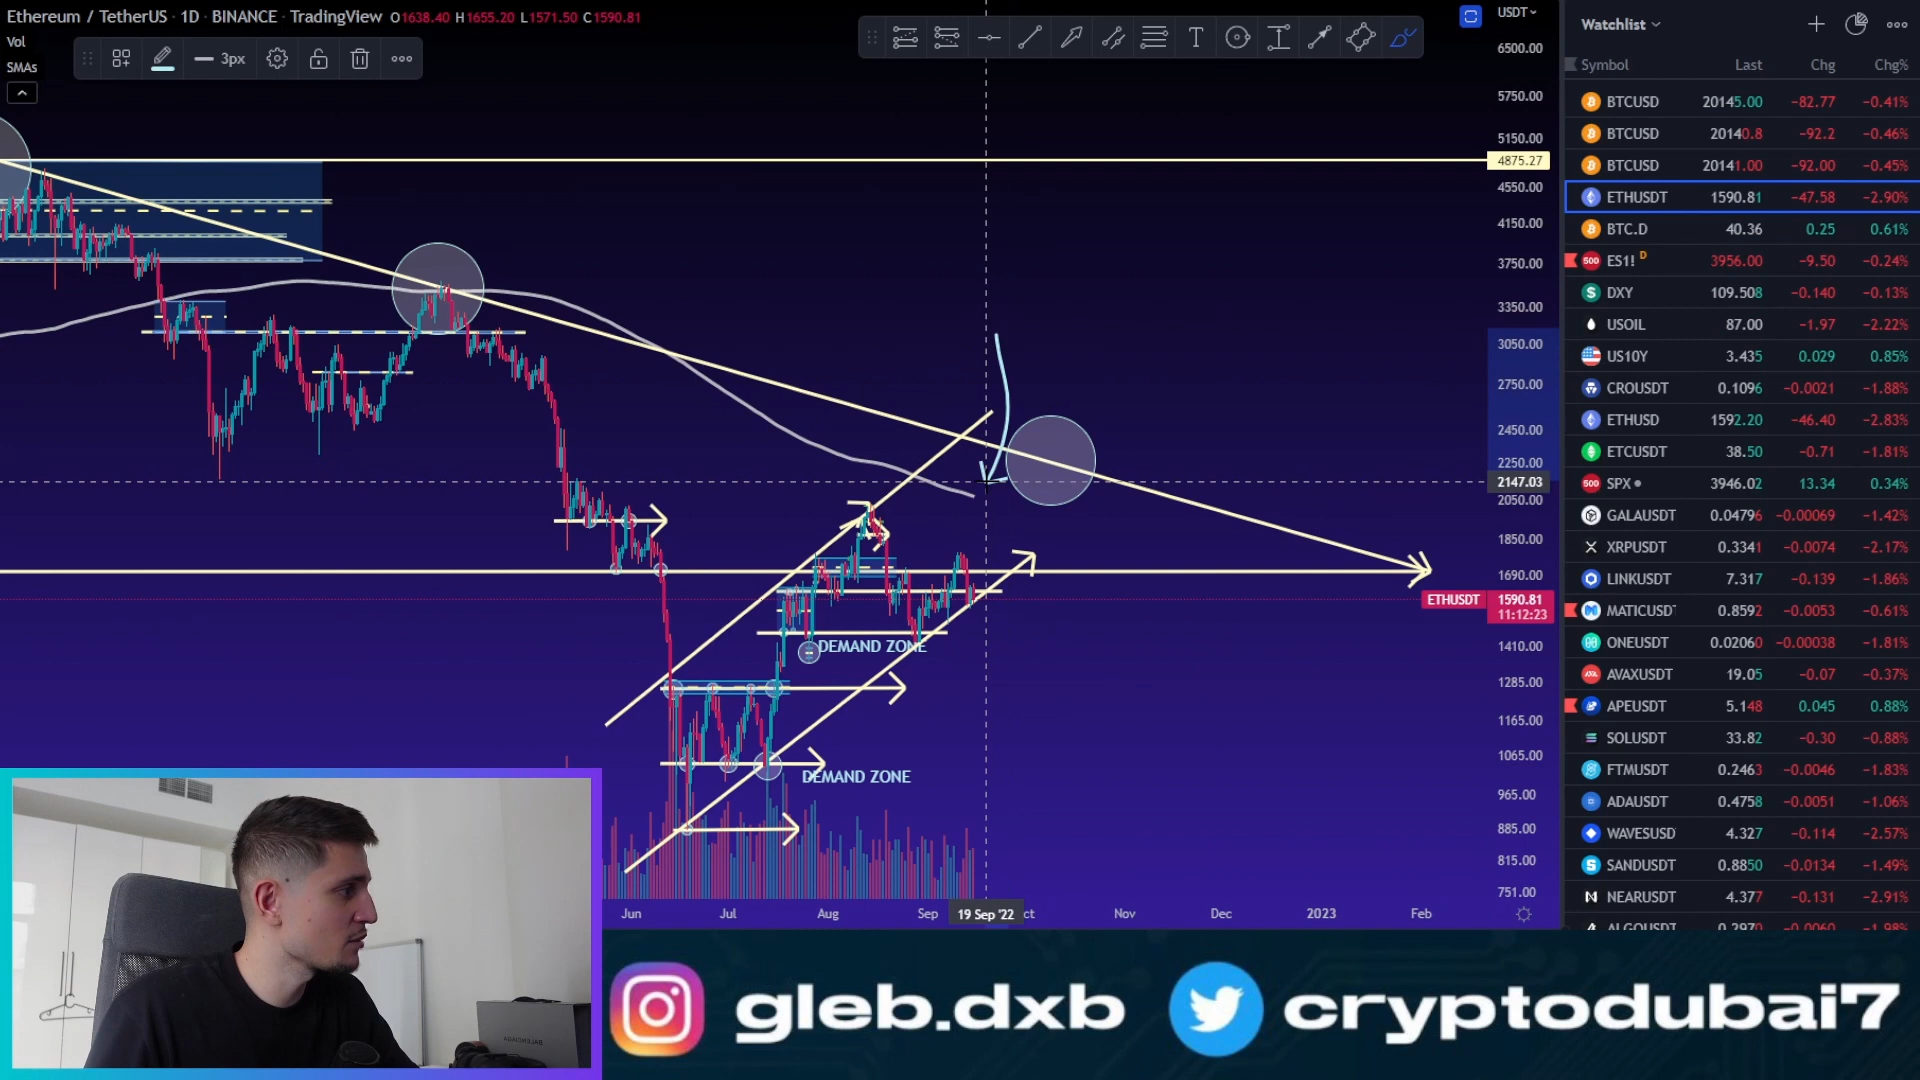 Ethereum / TetherUS · 1D · BINANCE · TradingView O1638.40 H1655.20 L1571.50 C1590.81
Vol
SMAs
3px
T
USDT
6500.00
5750.00
5150.00
4875.27
4550.00
4150.00
3750.00
3350.00
3050.00
2750.00
2450.00
2250.00
2147.03
2050.00
1850.00
1690.00
ETHUSDT 1590.81
11:12:23
1410.00
1285.00
1165.00
1065.00
965.00
885.00
815.00
751.00
DEMAND ZONE
DEMAND ZONE
Jun Jul Aug Sep 19 Sep '22 ct Nov Dec 2023 Feb
Watchlist
Symbol Last Chg Chg%
BTCUSD 20145.00 −82.77 −0.41%
BTCUSD 20140.8 −92.2 −0.46%
BTCUSD 20141.00 −92.00 −0.45%
ETHUSDT 1590.81 −47.58 −2.90%
BTC.D 40.36 0.25 0.61%
500 ES1! D 3956.00 −9.50 −0.24%
DXY 109.508 −0.140 −0.13%
USOIL 87.00 −1.97 −2.22%
US10Y 3.435 0.029 0.85%
CROUSDT 0.1096 −0.0021 −1.88%
ETHUSD 1592.20 −46.40 −2.83%
ETCUSDT 38.50 −0.71 −1.81%
500 SPX 3946.02 13.34 0.34%
GALAUSDT 0.04796 −0.00069 −1.42%
XRPUSDT 0.3341 −0.0074 −2.17%
LINKUSDT 7.317 −0.139 −1.86%
MATICUSDT 0.8592 −0.0053 −0.61%
ONEUSDT 0.02060 −0.00038 −1.81%
AVAXUSDT 19.05 −0.07 −0.37%
APEUSDT 5.148 0.045 0.88%
SOLUSDT 33.82 −0.30 −0.88%
FTMUSDT 0.2463 −0.0046 −1.83%
ADAUSDT 0.4758 −0.0051 −1.06%
WAVESUSD 4.327 −0.114 −2.57%
SANDUSDT 0.8850 −0.0134 −1.49%
NEARUSDT 4.377 −0.131 −2.91%
ALGOUSDT 0.2970 −0.0060 −1.98%
BALENCIAGA
gleb.dxb cryptodubai7